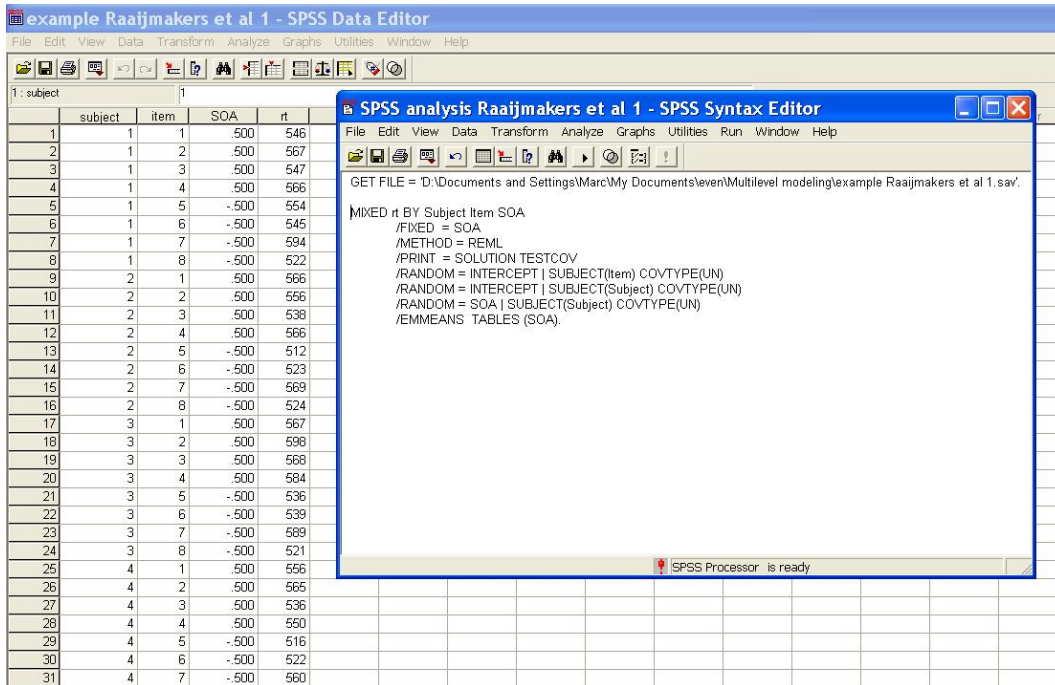 example Raaijmakers et al 1 - SPSS Data Editor
File Edit View Data Transform Analyze Graphs Utilities Window Help
1 : subject 1
subject item SOA rt
1 1 1 .500 546
2 1 2 .500 567
3 1 3 .500 547
4 1 4 .500 566
5 1 5 -.500 554
6 1 6 -.500 545
7 1 7 -.500 594
8 1 8 -.500 522
9 2 1 .500 566
10 2 2 .500 556
11 2 3 .500 538
12 2 4 .500 566
13 2 5 -.500 512
14 2 6 -.500 523
15 2 7 -.500 569
16 2 8 -.500 524
17 3 1 .500 567
18 3 2 .500 598
19 3 3 .500 568
20 3 4 .500 584
21 3 5 -.500 536
22 3 6 -.500 539
23 3 7 -.500 589
24 3 8 -.500 521
25 4 1 .500 556
26 4 2 .500 565
27 4 3 .500 536
28 4 4 .500 550
29 4 5 -.500 516
30 4 6 -.500 522
31 4 7 -.500 560
SPSS analysis Raaijmakers et al 1 - SPSS Syntax Editor
File Edit View Data Transform Analyze Graphs Utilities Run Window Help
GET FILE = 'D:\Documents and Settings\Marc\My Documents\even\Multilevel modeling\example Raaijmakers et al 1.sav'.
MIXED rt BY Subject Item SOA
/FIXED = SOA
/METHOD = REML
/PRINT = SOLUTION TESTCOV
/RANDOM = INTERCEPT | SUBJECT(Item) COVTYPE(UN)
/RANDOM = INTERCEPT | SUBJECT(Subject) COVTYPE(UN)
/RANDOM = SOA | SUBJECT(Subject) COVTYPE(UN)
/EMMEANS TABLES (SOA).
SPSS Processor is ready